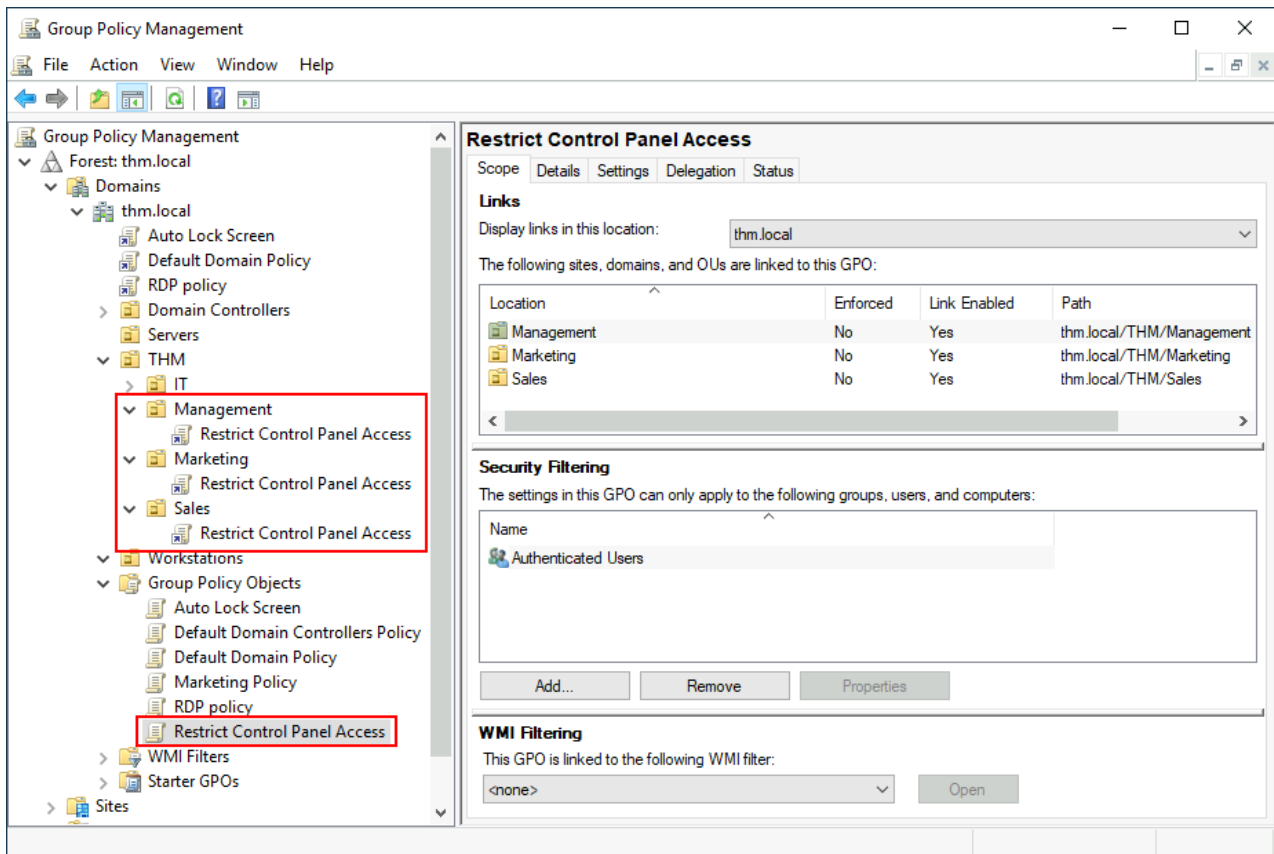 Group Policy Management
File Action View Window Help
Group Policy Management
Forest: thm.local
Domains
thm.local
Auto Lock Screen
Default Domain Policy
RDP policy
Domain Controllers
Servers
THM
IT
Management
Restrict Control Panel Access
Marketing
Restrict Control Panel Access
Sales
Restrict Control Panel Access
Workstations
Group Policy Objects
Auto Lock Screen
Default Domain Controllers Policy
Default Domain Policy
Marketing Policy
RDP policy
Restrict Control Panel Access
WMI Filters
Starter GPOs
Sites
Restrict Control Panel Access
Scope Details Settings Delegation Status
Links
Display links in this location: thm.local
The following sites, domains, and OUs are linked to this GPO:
Location Enforced Link Enabled Path
Management No Yes thm.local/THM/Management
Marketing No Yes thm.local/THM/Marketing
Sales No Yes thm.local/THM/Sales
Security Filtering
The settings in this GPO can only apply to the following groups, users, and computers:
Name
Authenticated Users
Add... Remove Properties
WMI Filtering
This GPO is linked to the following WMI filter:
<none> Open